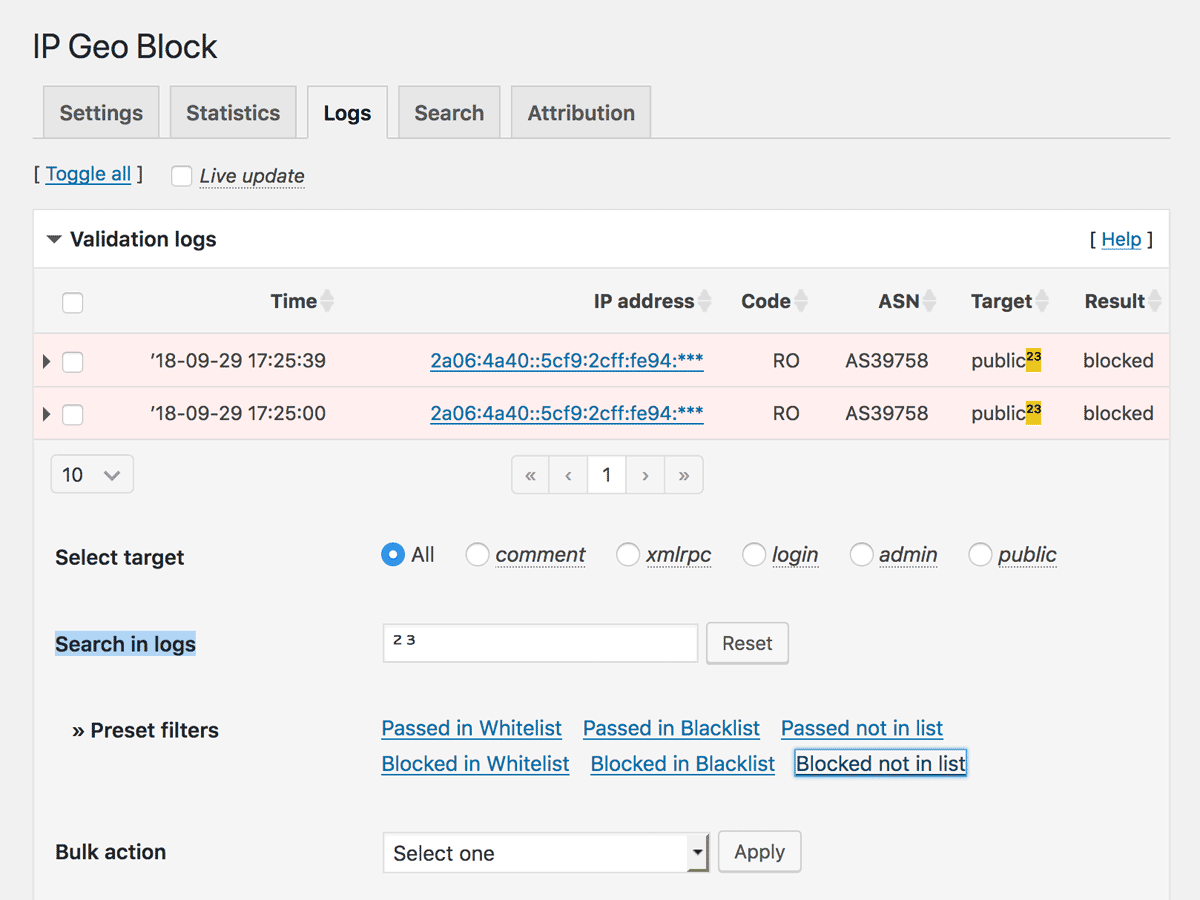 IP Geo Block
Settings Statistics Logs Search Attribution
[ Toggle all ] Live update
Validation logs [ Help ]
Time IP address Code ASN Target Result
’18-09-29 17:25:39 2a06:4a40::5cf9:2cff:fe94:*** RO AS39758 public²³ blocked
’18-09-29 17:25:00 2a06:4a40::5cf9:2cff:fe94:*** RO AS39758 public²³ blocked
10 « ‹ 1 › »
Select target All comment xmlrpc login admin public
Search in logs ² ³ Reset
» Preset filters Passed in Whitelist Passed in Blacklist Passed not in list
Blocked in Whitelist Blocked in Blacklist Blocked not in list
Bulk action Select one Apply